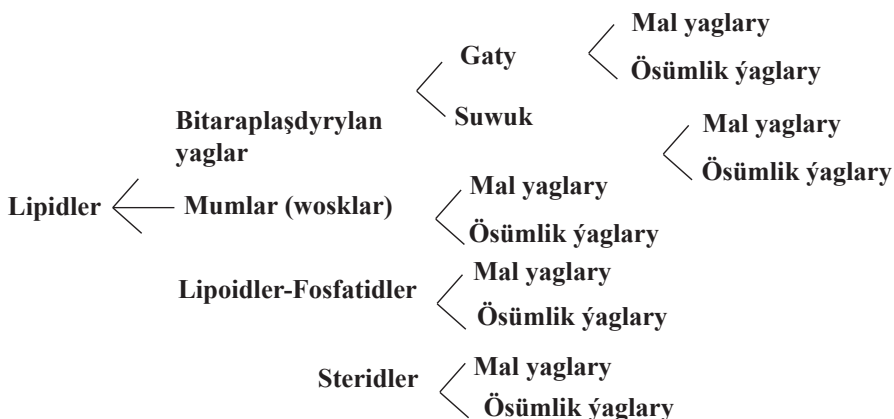 Mal yaglary
Gaty
Ösümlik ýaglary
Suwuk
Bitaraplaşdyrylan
yaglar
Mal yaglary
Ösümlik ýaglary
Lipidler
Mumlar (wosklar)
Mal yaglary
Ösümlik ýaglary
Lipoidler-Fosfatidler
Mal yaglary
Ösümlik ýaglary
Steridler
Mal yaglary
Ösümlik ýaglary